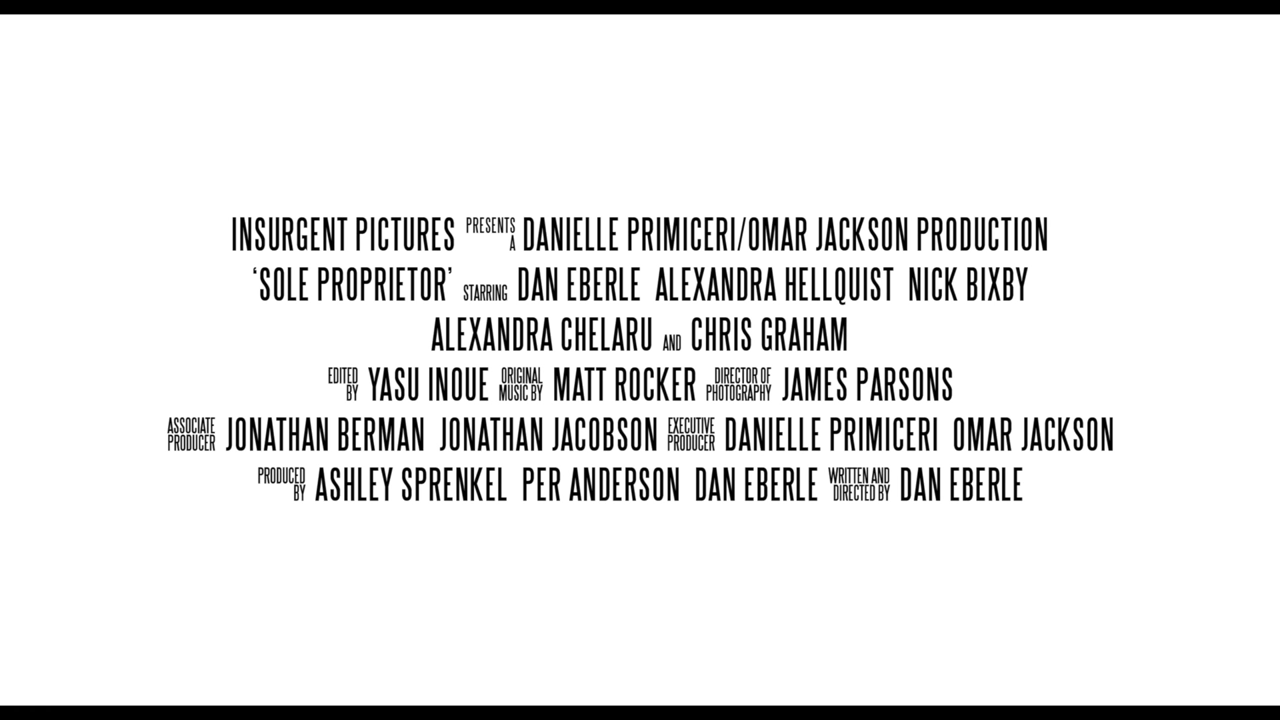 INSURGENT PICTURES PRESENTS A DANIELLE PRIMICERI/OMAR JACKSON PRODUCTION
‘SOLE PROPRIETOR’ STARRING DAN EBERLE ALEXANDRA HELLQUIST NICK BIXBY
ALEXANDRA CHELARU AND CHRIS GRAHAM
EDITED BY YASU INOUE ORIGINAL MUSIC BY MATT ROCKER DIRECTOR OF PHOTOGRAPHY JAMES PARSONS
ASSOCIATE PRODUCER JONATHAN BERMAN JONATHAN JACOBSON EXECUTIVE PRODUCER DANIELLE PRIMICERI OMAR JACKSON
PRODUCED BY ASHLEY SPRENKEL PER ANDERSON DAN EBERLE WRITTEN AND DIRECTED BY DAN EBERLE